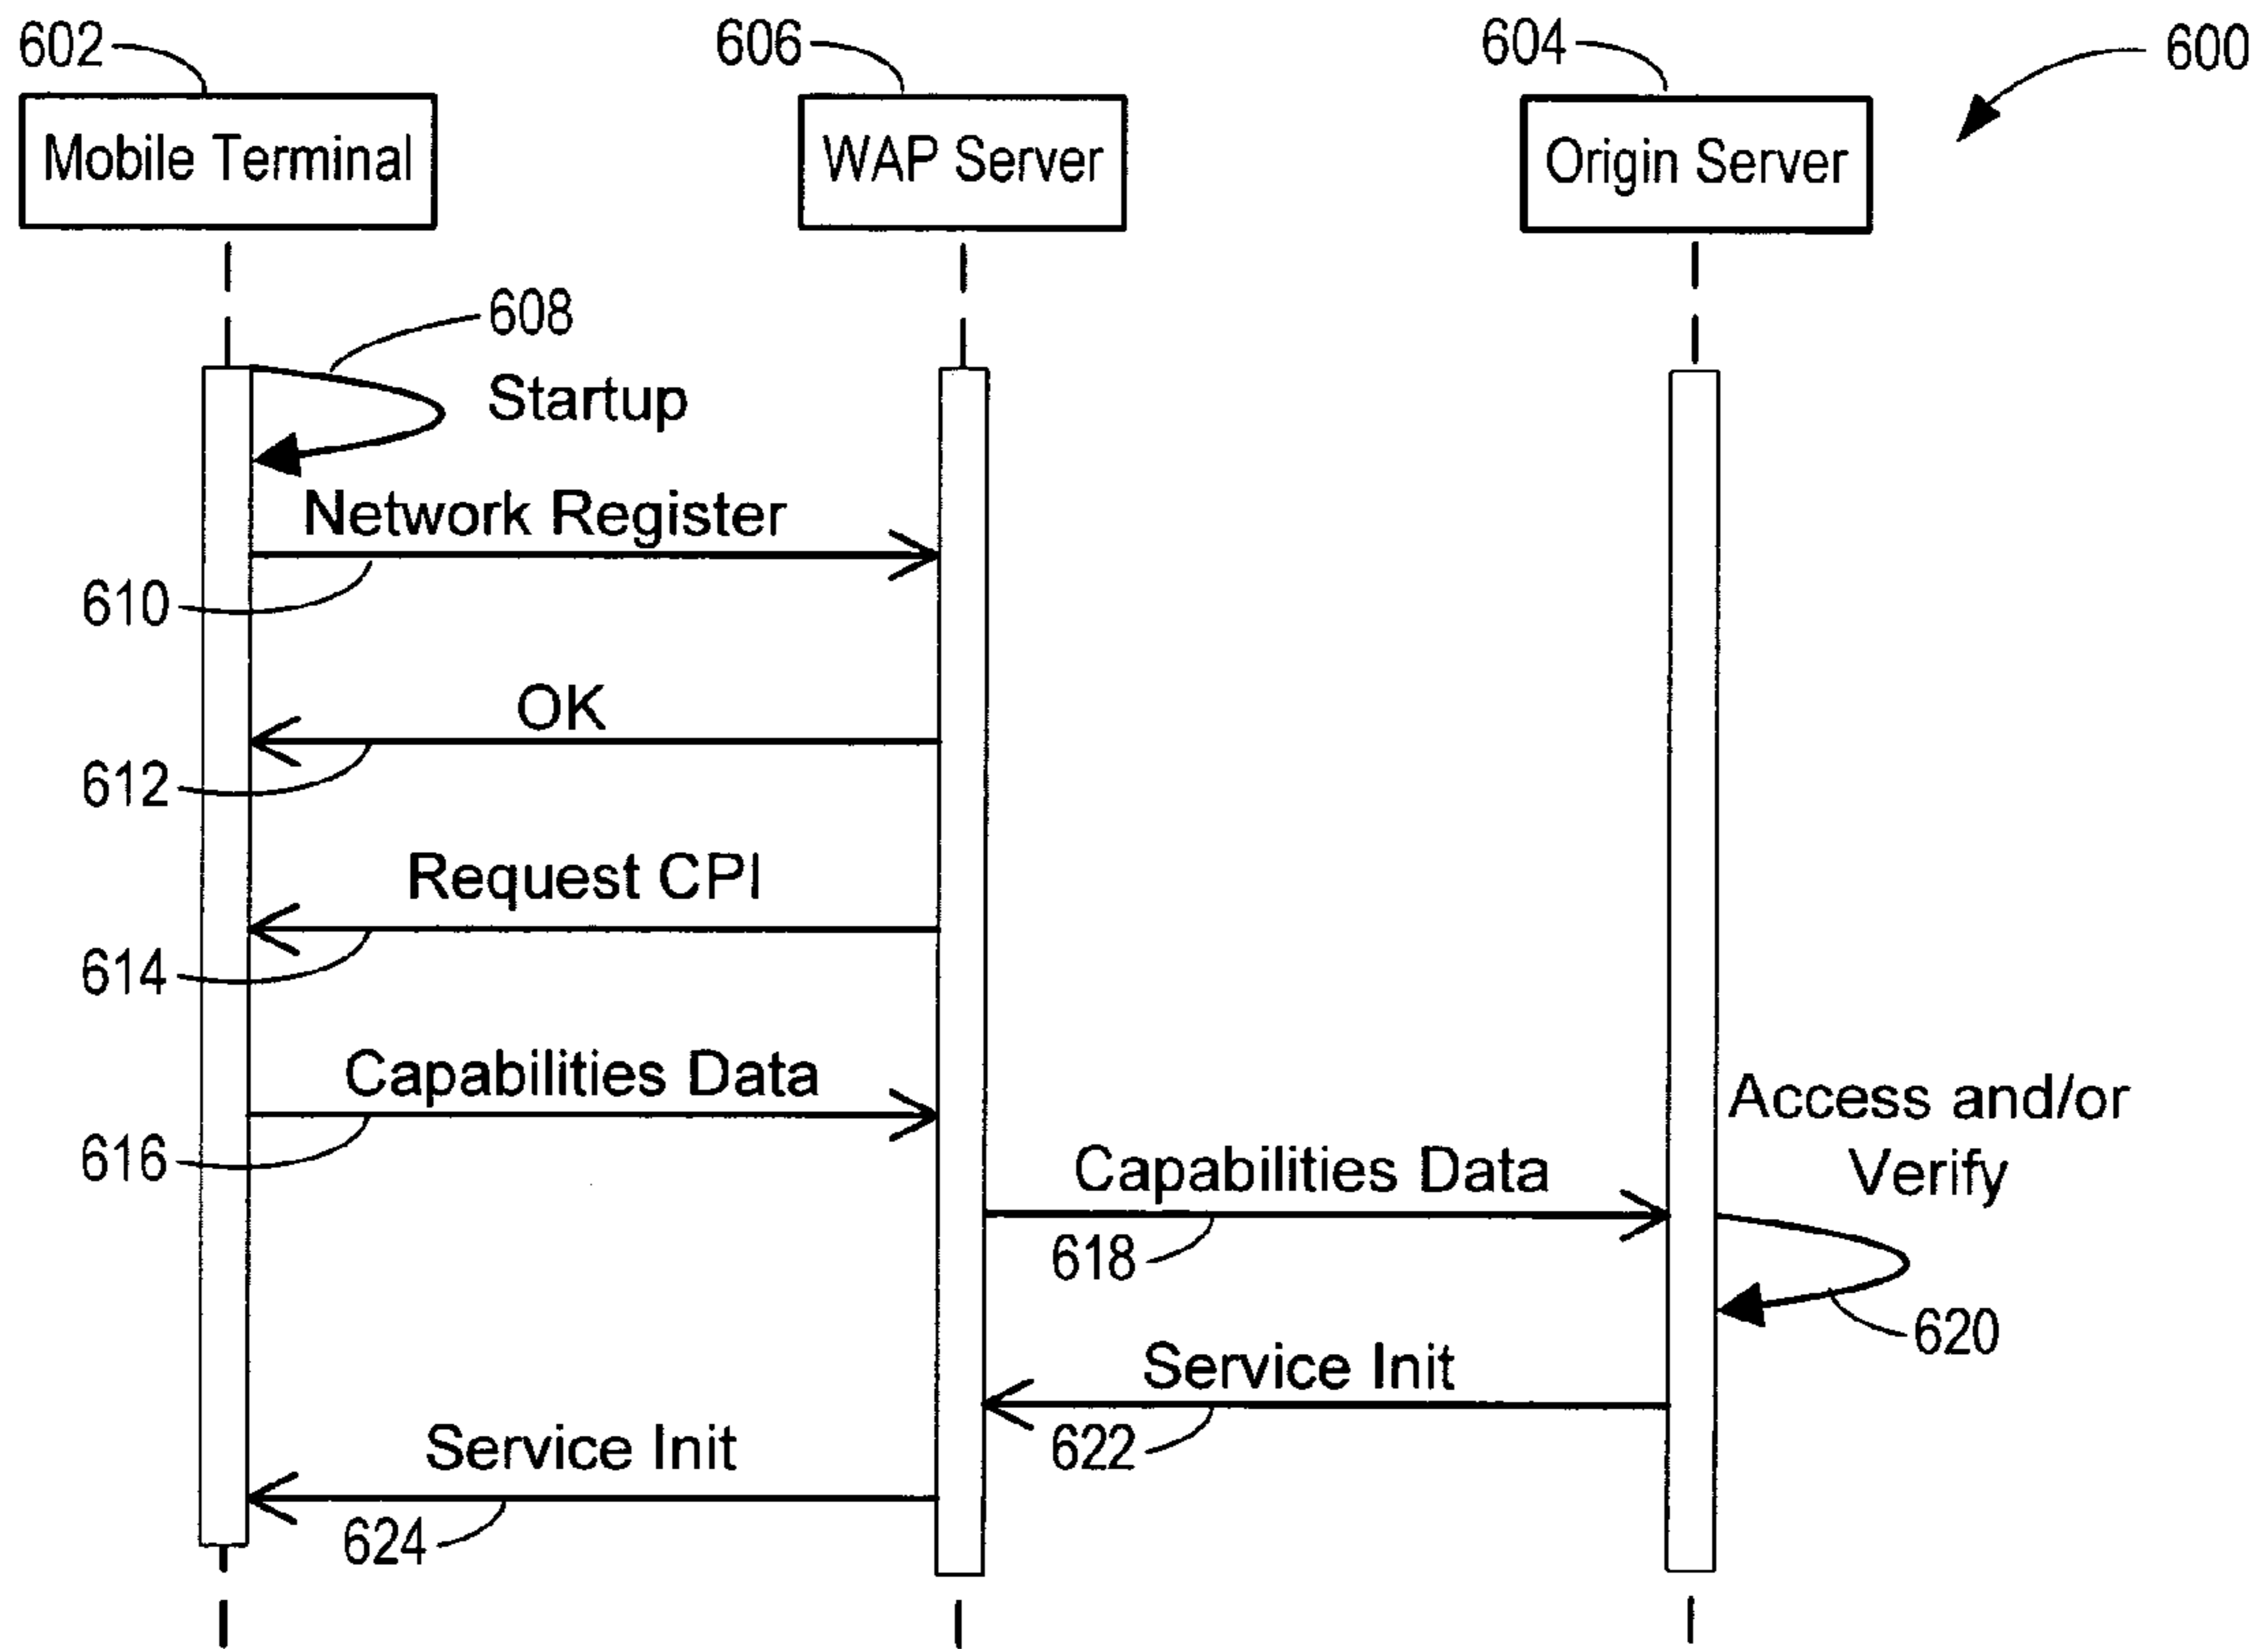 602
606
604
600
Mobile Terminal
WAP Server
Origin Server
608
Startup
Network Register
610
OK
612
Request CPI
614
Capabilities Data
616
Access and/or
Verify
Capabilities Data
618
620
Service Init
622
Service Init
624